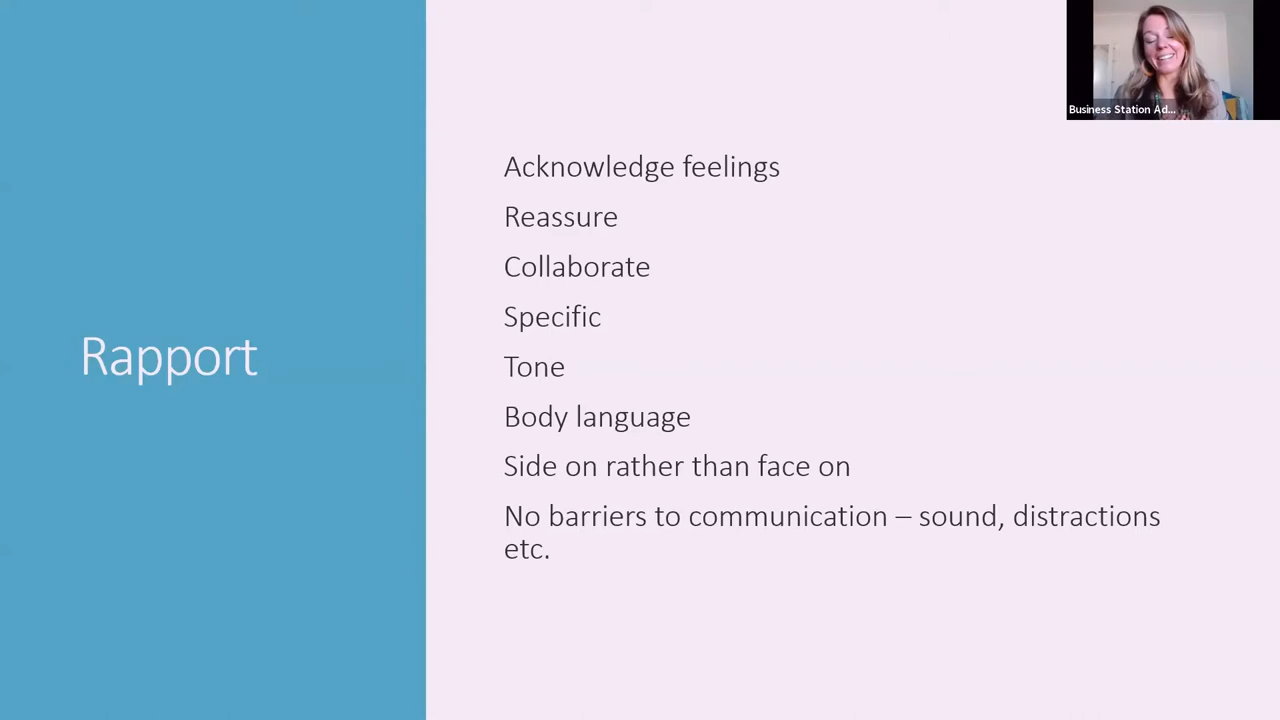 Business Station Ad...
Rapport
Acknowledge feelings
Reassure
Collaborate
Specific
Tone
Body language
Side on rather than face on
No barriers to communication – sound, distractions
etc.